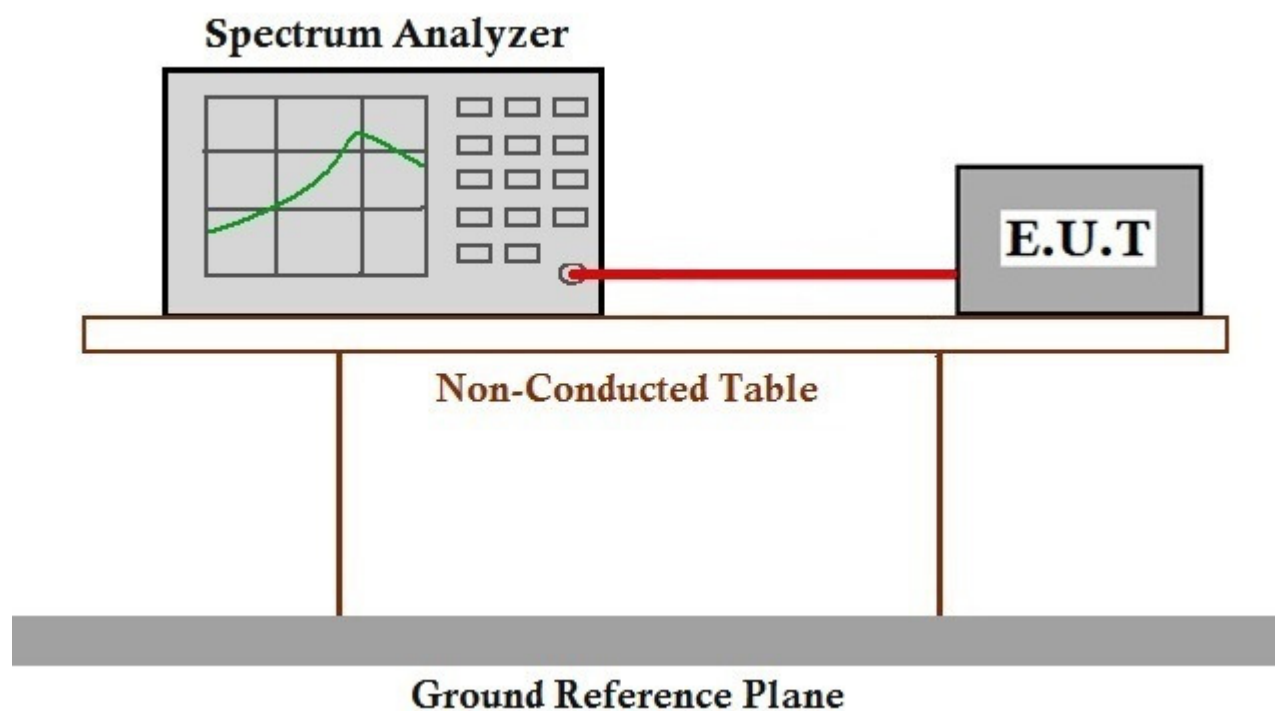 Spectrum Analyzer
E.U.T
Non-Conducted Table
Ground Reference Plane